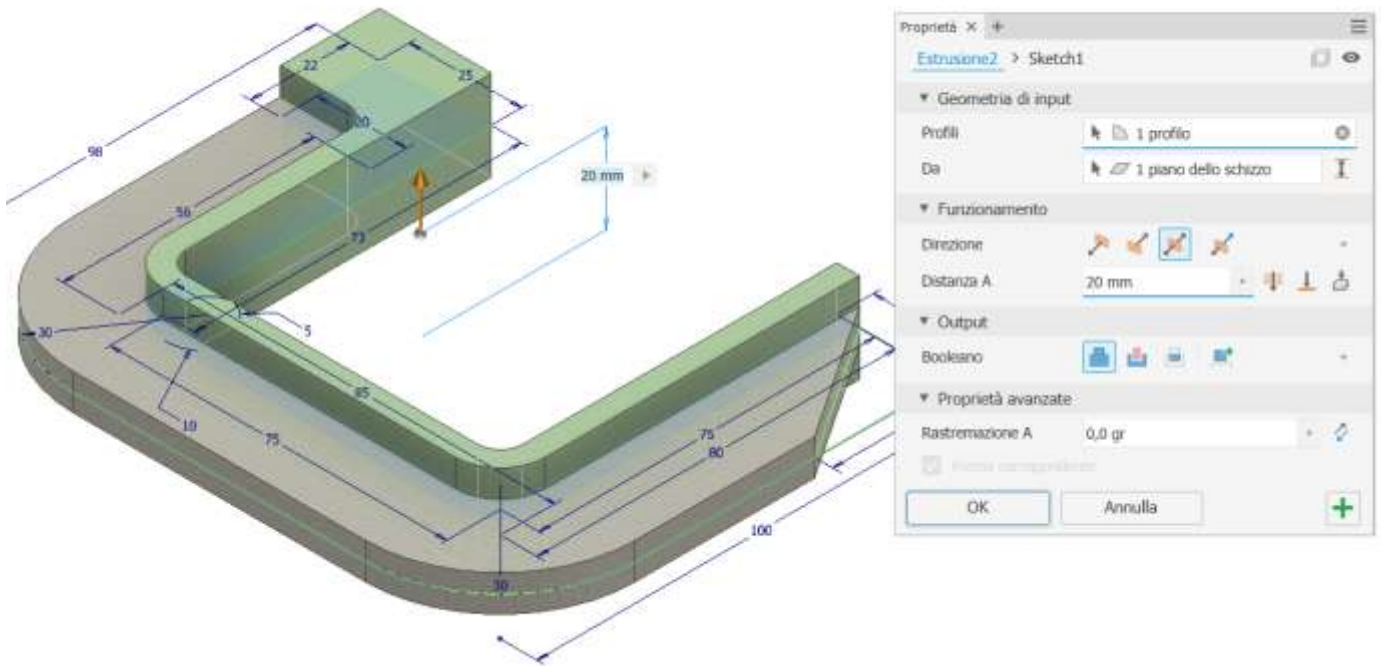 Proprietà × +
Estrusione2 > Sketch1
Geometria di input
Profili 1 profilo
Da 1 piano dello schizzo
Funzionamento
Direzione
Distanza A 20 mm
Output
Booleano
Proprietà avanzate
Rastremazione A 0,0 gr
OK Annulla
22
25
20
98
20 mm
56
73
30
5
65
10
75
75
80
100
30